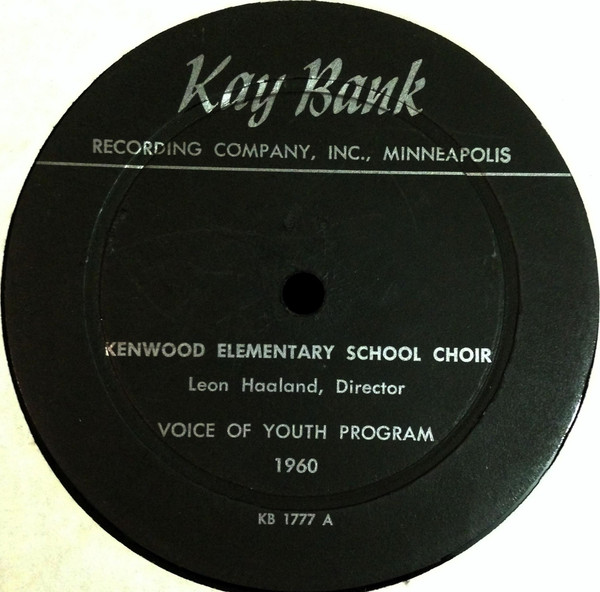 Kay Bank
RECORDING COMPANY, INC., MINNEAPOLIS
KENWOOD ELEMENTARY SCHOOL CHOIR
Leon Haaland, Director
VOICE OF YOUTH PROGRAM
1960
KB 1777 A